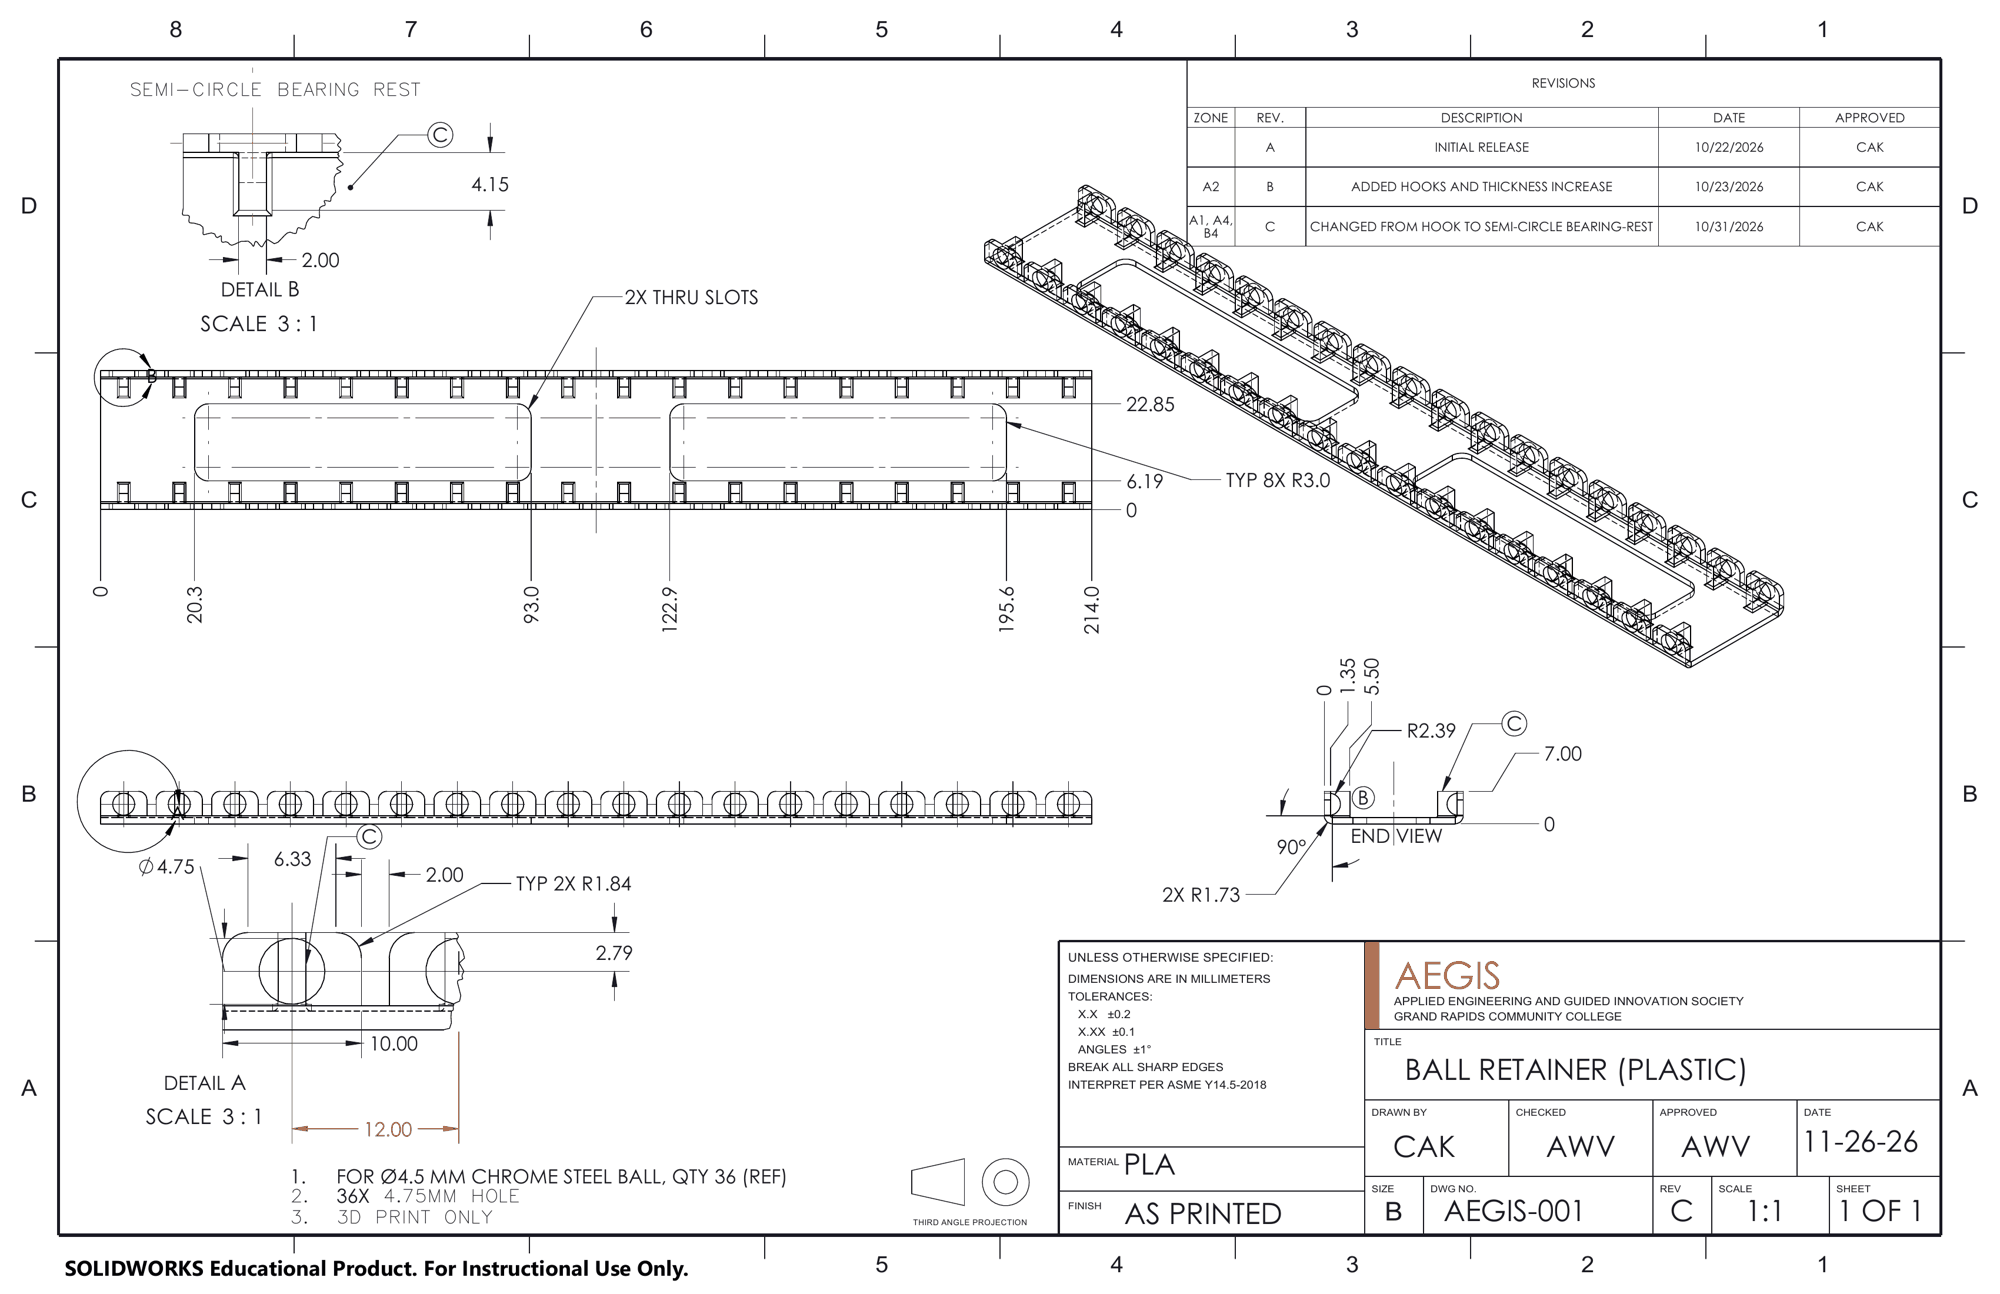 8 7 6 5 4 3 2 1
D
C
B
A
D
C
B
A
SEMI-CIRCLE BEARING REST
C
4.15
2.00
DETAIL B
SCALE 3 : 1
REVISIONS
ZONE REV. DESCRIPTION DATE APPROVED
A INITIAL RELEASE 10/22/2026 CAK
A2 B ADDED HOOKS AND THICKNESS INCREASE 10/23/2026 CAK
A1, A4,
B4 C CHANGED FROM HOOK TO SEMI-CIRCLE BEARING-REST 10/31/2026 CAK
2X THRU SLOTS
B
22.85
TYP 8X R3.0
6.19
0
0 20.3 93.0 122.9 195.6 214.0
0 1.35 5.50
R2.39
C
7.00
B
0
END VIEW
90°
2X R1.73
A
C
Ø4.75
6.33
2.00
TYP 2X R1.84
2.79
10.00
DETAIL A
SCALE 3 : 1
12.00
1. FOR Ø4.5 MM CHROME STEEL BALL, QTY 36 (REF)
2. 36X 4.75MM HOLE
3. 3D PRINT ONLY
THIRD ANGLE PROJECTION
UNLESS OTHERWISE SPECIFIED:
DIMENSIONS ARE IN MILLIMETERS
TOLERANCES:
X.X ±0.2
X.XX ±0.1
ANGLES ±1°
BREAK ALL SHARP EDGES
INTERPRET PER ASME Y14.5-2018
MATERIAL PLA
FINISH AS PRINTED
AEGIS
APPLIED ENGINEERING AND GUIDED INNOVATION SOCIETY
GRAND RAPIDS COMMUNITY COLLEGE
TITLE
BALL RETAINER (PLASTIC)
DRAWN BY CHECKED APPROVED DATE
CAK AWV AWV 11-26-26
SIZE DWG NO. REV SCALE SHEET
B AEGIS-001 C 1:1 1 OF 1
5 4 3 2 1
SOLIDWORKS Educational Product. For Instructional Use Only.